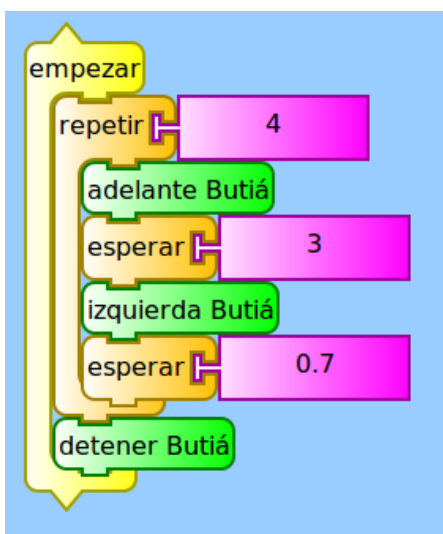 empezar
repetir 4
adelante Butiá
esperar 3
izquierda Butiá
esperar 0.7
detener Butiá